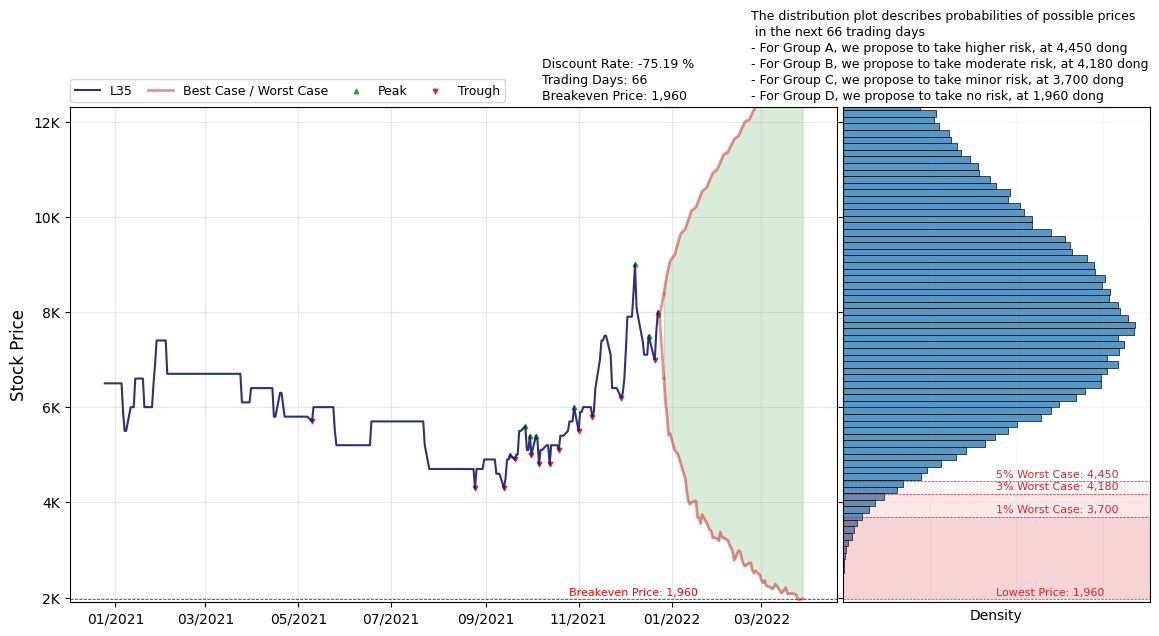 The distribution plot describes probabilities of possible prices
in the next 66 trading days
- For Group A, we propose to take higher risk, at 4,450 dong
- For Group B, we propose to take moderate risk, at 4,180 dong
- For Group C, we propose to take minor risk, at 3,700 dong
- For Group D, we propose to take no risk, at 1,960 dong
Discount Rate: -75.19 %
Trading Days: 66
Breakeven Price: 1,960
L35
Best Case / Worst Case
Peak
Trough
Stock Price
12K
10K
8K
6K
4K
2K
Breakeven Price: 1,960
01/2021
03/2021
05/2021
07/2021
09/2021
11/2021
01/2022
03/2022
5% Worst Case: 4,450
3% Worst Case: 4,180
1% Worst Case: 3,700
Lowest Price: 1,960
Density